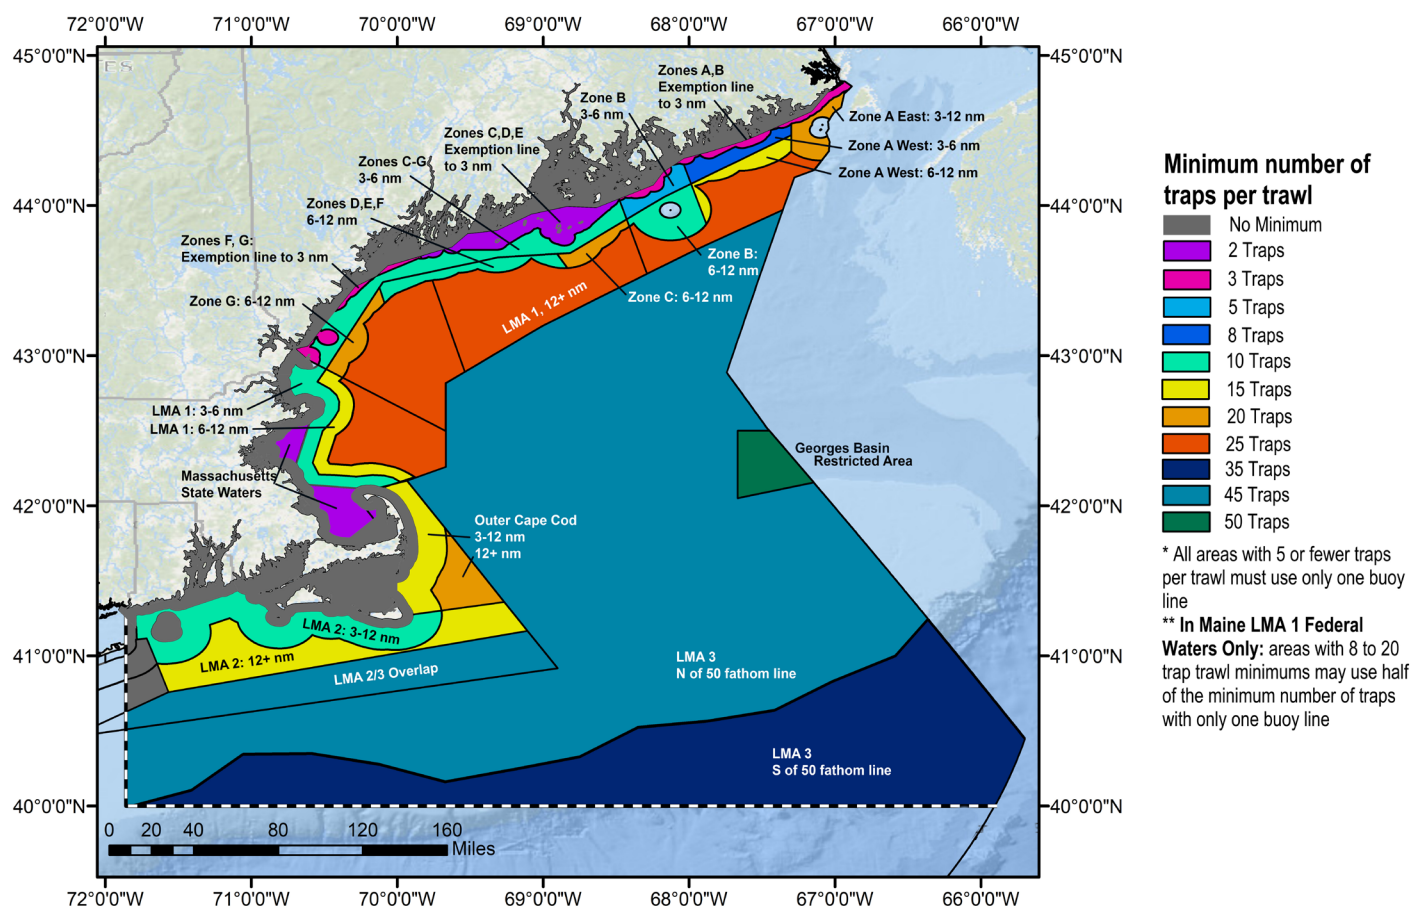 72°0'0"W 71°0'0"W 70°0'0"W 69°0'0"W 68°0'0"W 67°0'0"W 66°0'0"W
45°0'0"N
45°0'0"N
ES
Zones A,B
Exemption line
to 3 nm
Zone B
3-6 nm
Zone A East: 3-12 nm
Zones C,D,E
Exemption line
to 3 nm
Zone A West: 3-6 nm
Zones C-G
3-6 nm
Zone A West: 6-12 nm
Zones D,E,F
6-12 nm
44°0'0"N
44°0'0"N
Zones F, G:
Exemption line to 3 nm
Zone B:
6-12 nm
Zone G: 6-12 nm
Zone C: 6-12 nm
LMA 1, 12+ nm
43°0'0"N
43°0'0"N
LMA 1: 3-6 nm
LMA 1: 6-12 nm
Georges Basin
Restricted Area
Massachusetts
State Waters
42°0'0"N
42°0'0"N
Outer Cape Cod
3-12 nm
12+ nm
LMA 2: 3-12 nm
LMA 2: 12+ nm
41°0'0"N
41°0'0"N
LMA 2/3 Overlap
LMA 3
N of 50 fathom line
LMA 3
S of 50 fathom line
40°0'0"N
40°0'0"N
0 20 40 80 120 160
Miles
72°0'0"W 71°0'0"W 70°0'0"W 69°0'0"W 68°0'0"W 67°0'0"W 66°0'0"W
Minimum number of
traps per trawl
No Minimum
2 Traps
3 Traps
5 Traps
8 Traps
10 Traps
15 Traps
20 Traps
25 Traps
35 Traps
45 Traps
50 Traps
* All areas with 5 or fewer traps
per trawl must use only one buoy
line
** In Maine LMA 1 Federal
Waters Only: areas with 8 to 20
trap trawl minimums may use half
of the minimum number of traps
with only one buoy line